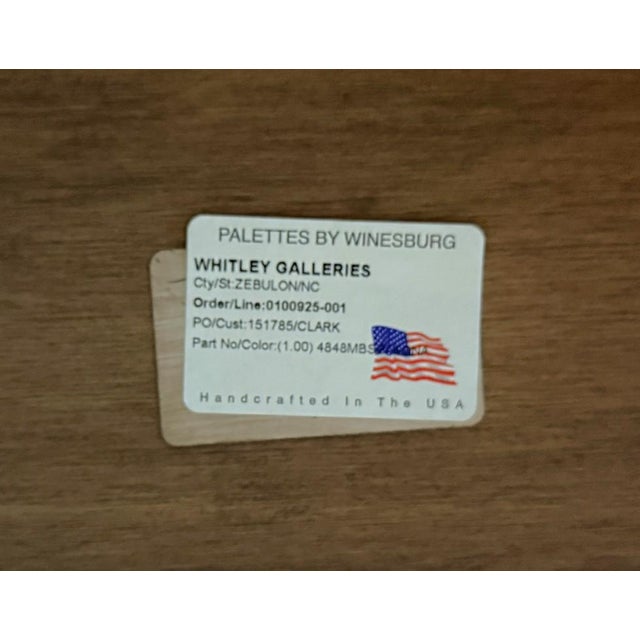 PALETTES BY WINESBURG
WHITLEY GALLERIES
Cty/St:ZEBULON/NC
Order/Line:0100925-001
PO/Cust:151785/CLARK
Part No/Color:(1.00) 4848MBS
Handcrafted In The USA